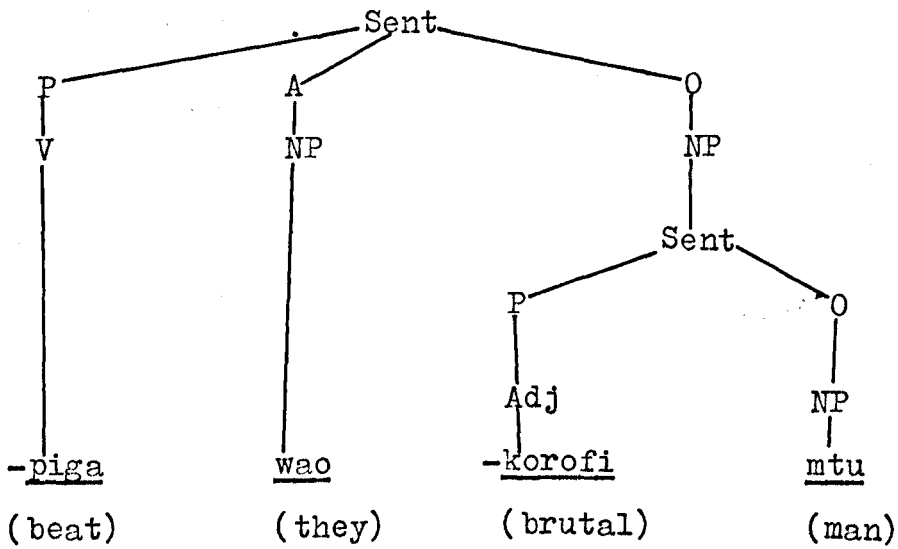 Sent
P A O
V NP NP
Sent
P O
Adj NP
-piga wao -korofi mtu
(beat) (they) (brutal) (man)